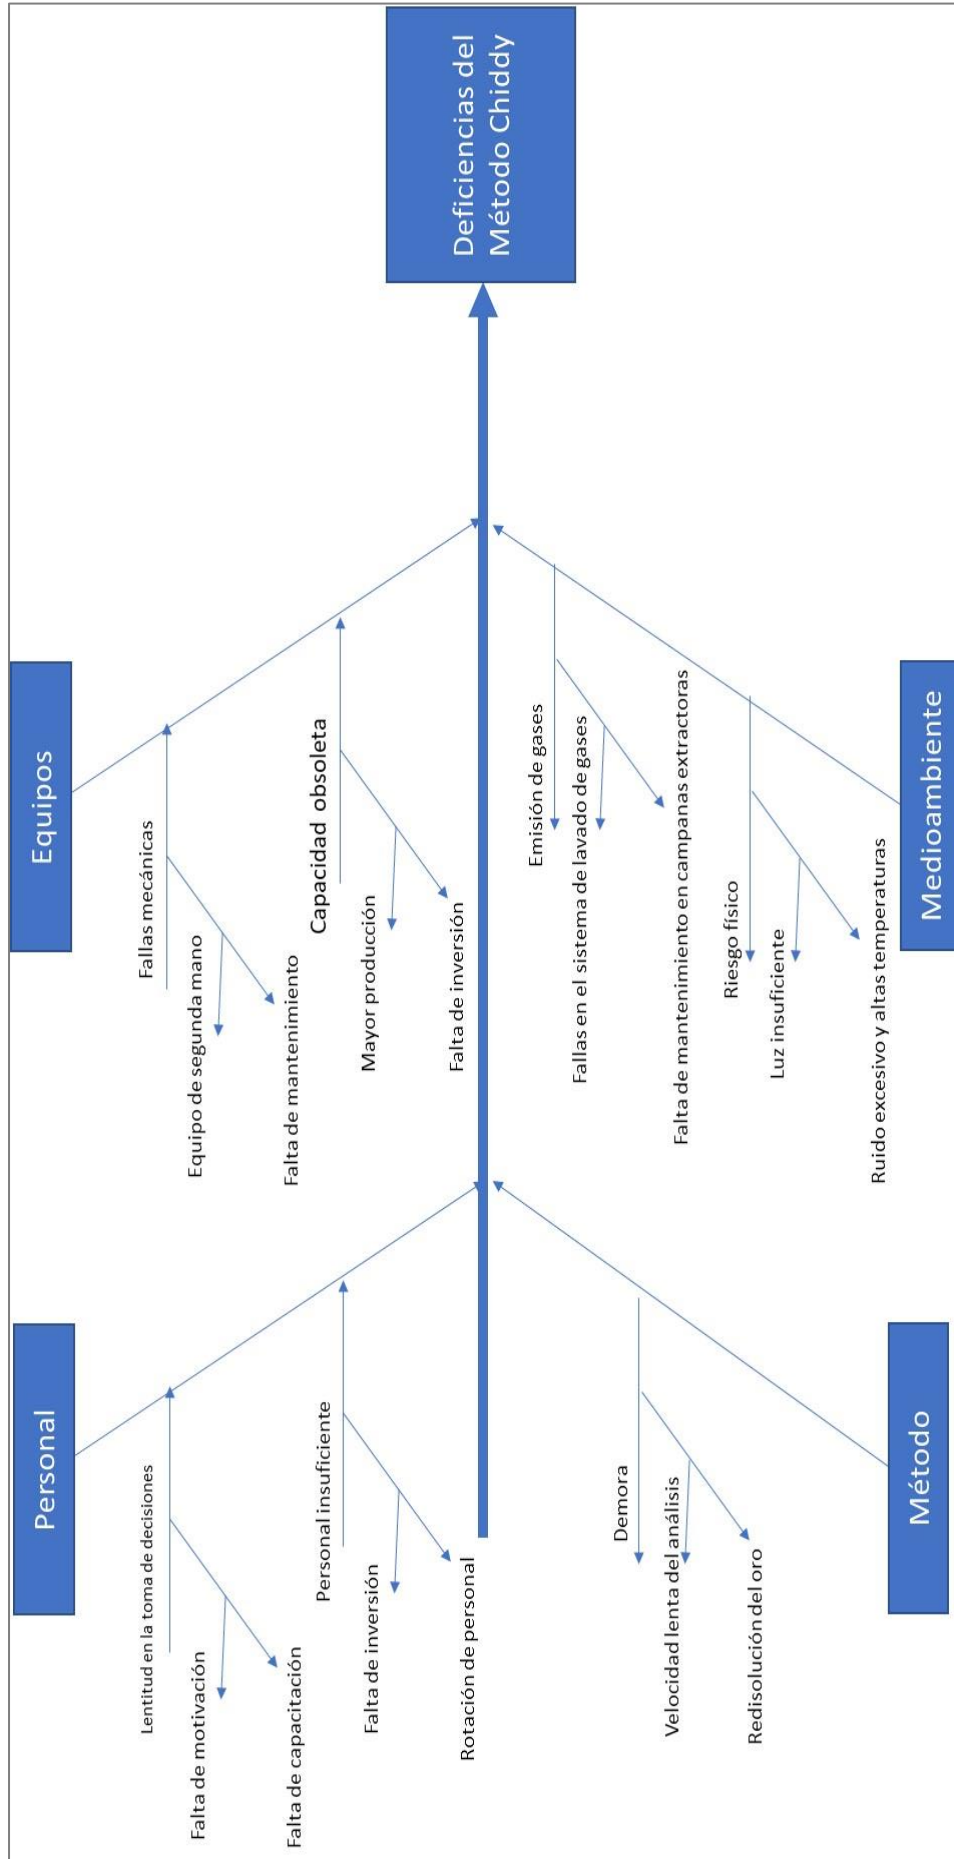 Personal
Equipos
Lentitud en la toma de decisiones
Falta de motivación
Falta de capacitación
Personal insuficiente
Falta de inversión
Rotación de personal
Fallas mecánicas
Equipo de segunda mano
Falta de mantenimiento
Capacidad obsoleta
Mayor producción
Falta de inversión
Deficiencias del
Método Chiddy
Demora
Velocidad lenta del análisis
Redisolución del oro
Emisión de gases
Fallas en el sistema de lavado de gases
Falta de mantenimiento en campanas extractoras
Riesgo físico
Luz insuficiente
Ruido excesivo y altas temperaturas
Método
Medioambiente